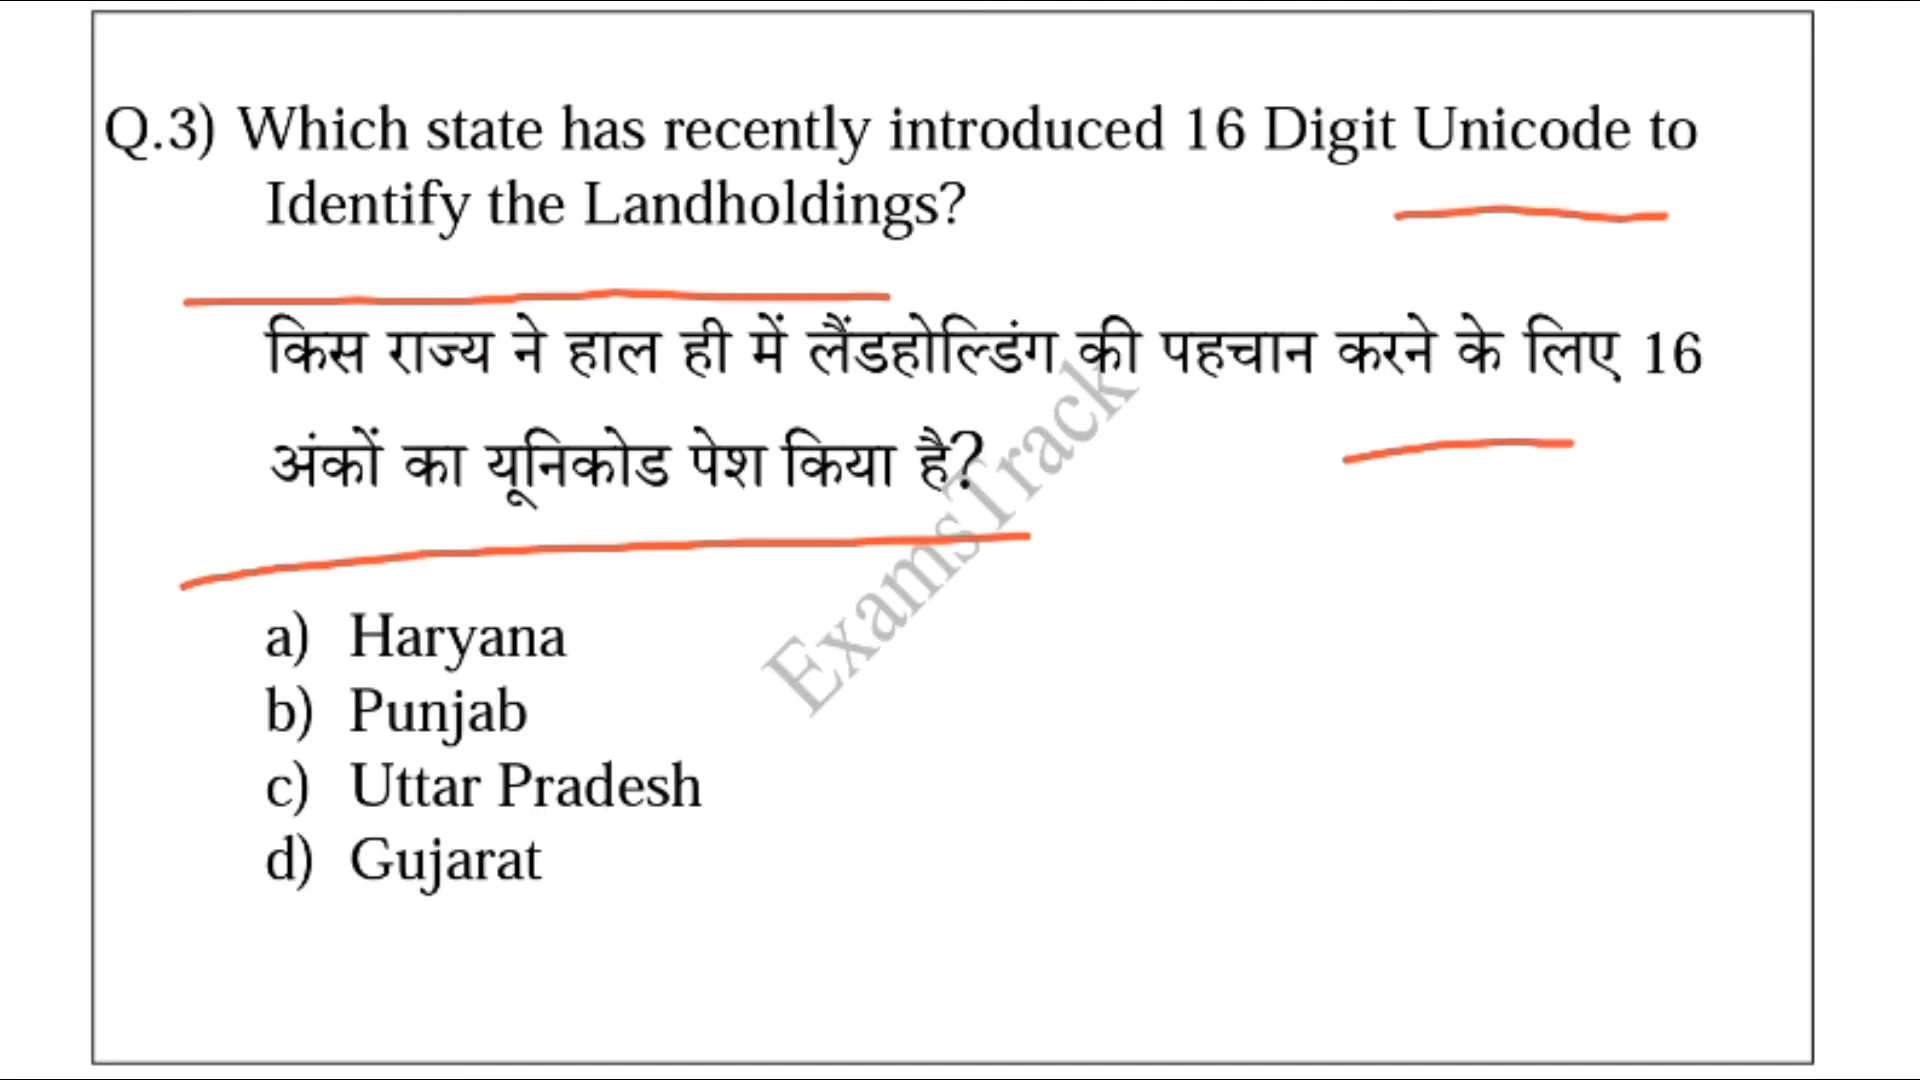 Q.3) Which state has recently introduced 16 Digit Unicode to
Identify the Landholdings?
किस राज्य ने हाल ही में लैंडहोल्डिंग की पहचान करने के लिए 16
अंकों का यूनिकोड पेश किया है?
a) Haryana
b) Punjab
c) Uttar Pradesh
d) Gujarat
ExamsTrack